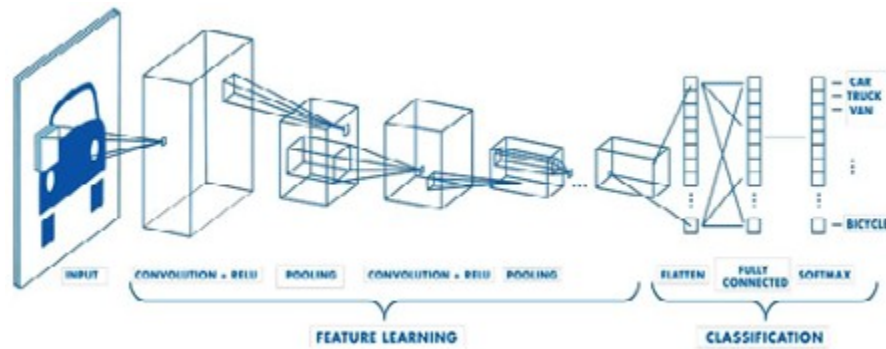 CAR
TRUCK
VAN
BICYCLE
INPUT
CONVOLUTION + RELU
POOLING
CONVOLUTION + RELU
POOLING
FLATTEN
FULLY
CONNECTED
SOFTMAX
FEATURE LEARNING
CLASSIFICATION